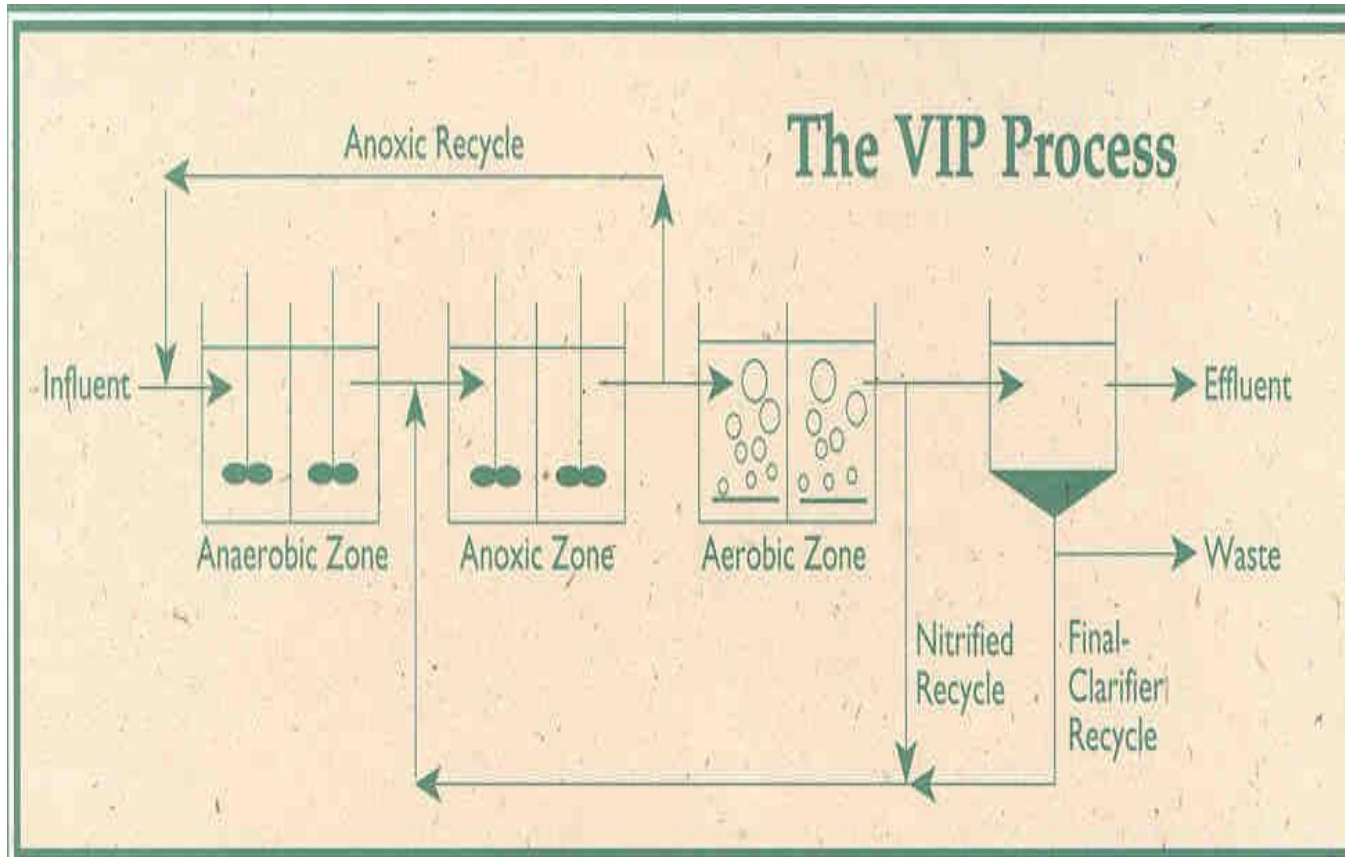 The VIP Process
Anoxic Recycle
Influent
Effluent
Anaerobic Zone
Anoxic Zone
Aerobic Zone
Waste
Nitrified
Recycle
Final-
Clarifier
Recycle